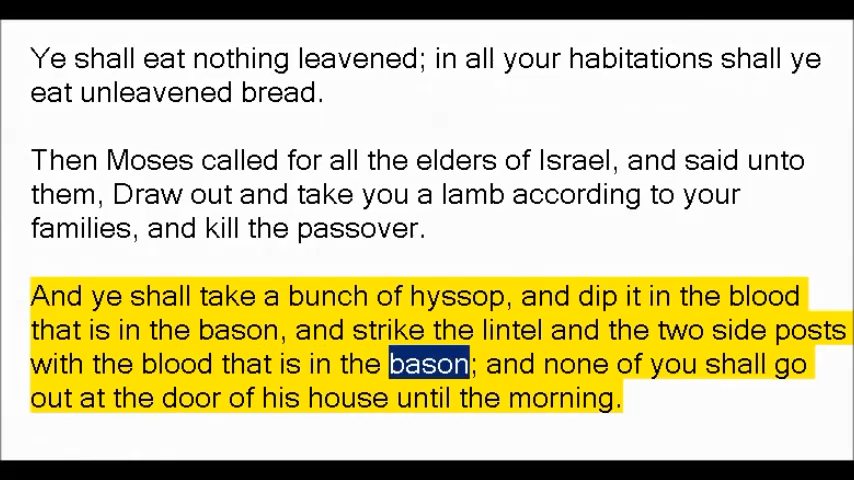 Ye shall eat nothing leavened; in all your habitations shall ye
eat unleavened bread.
Then Moses called for all the elders of Israel, and said unto
them, Draw out and take you a lamb according to your
families, and kill the passover.
And ye shall take a bunch of hyssop, and dip it in the blood
that is in the bason, and strike the lintel and the two side posts
with the blood that is in the bason; and none of you shall go
out at the door of his house until the morning.